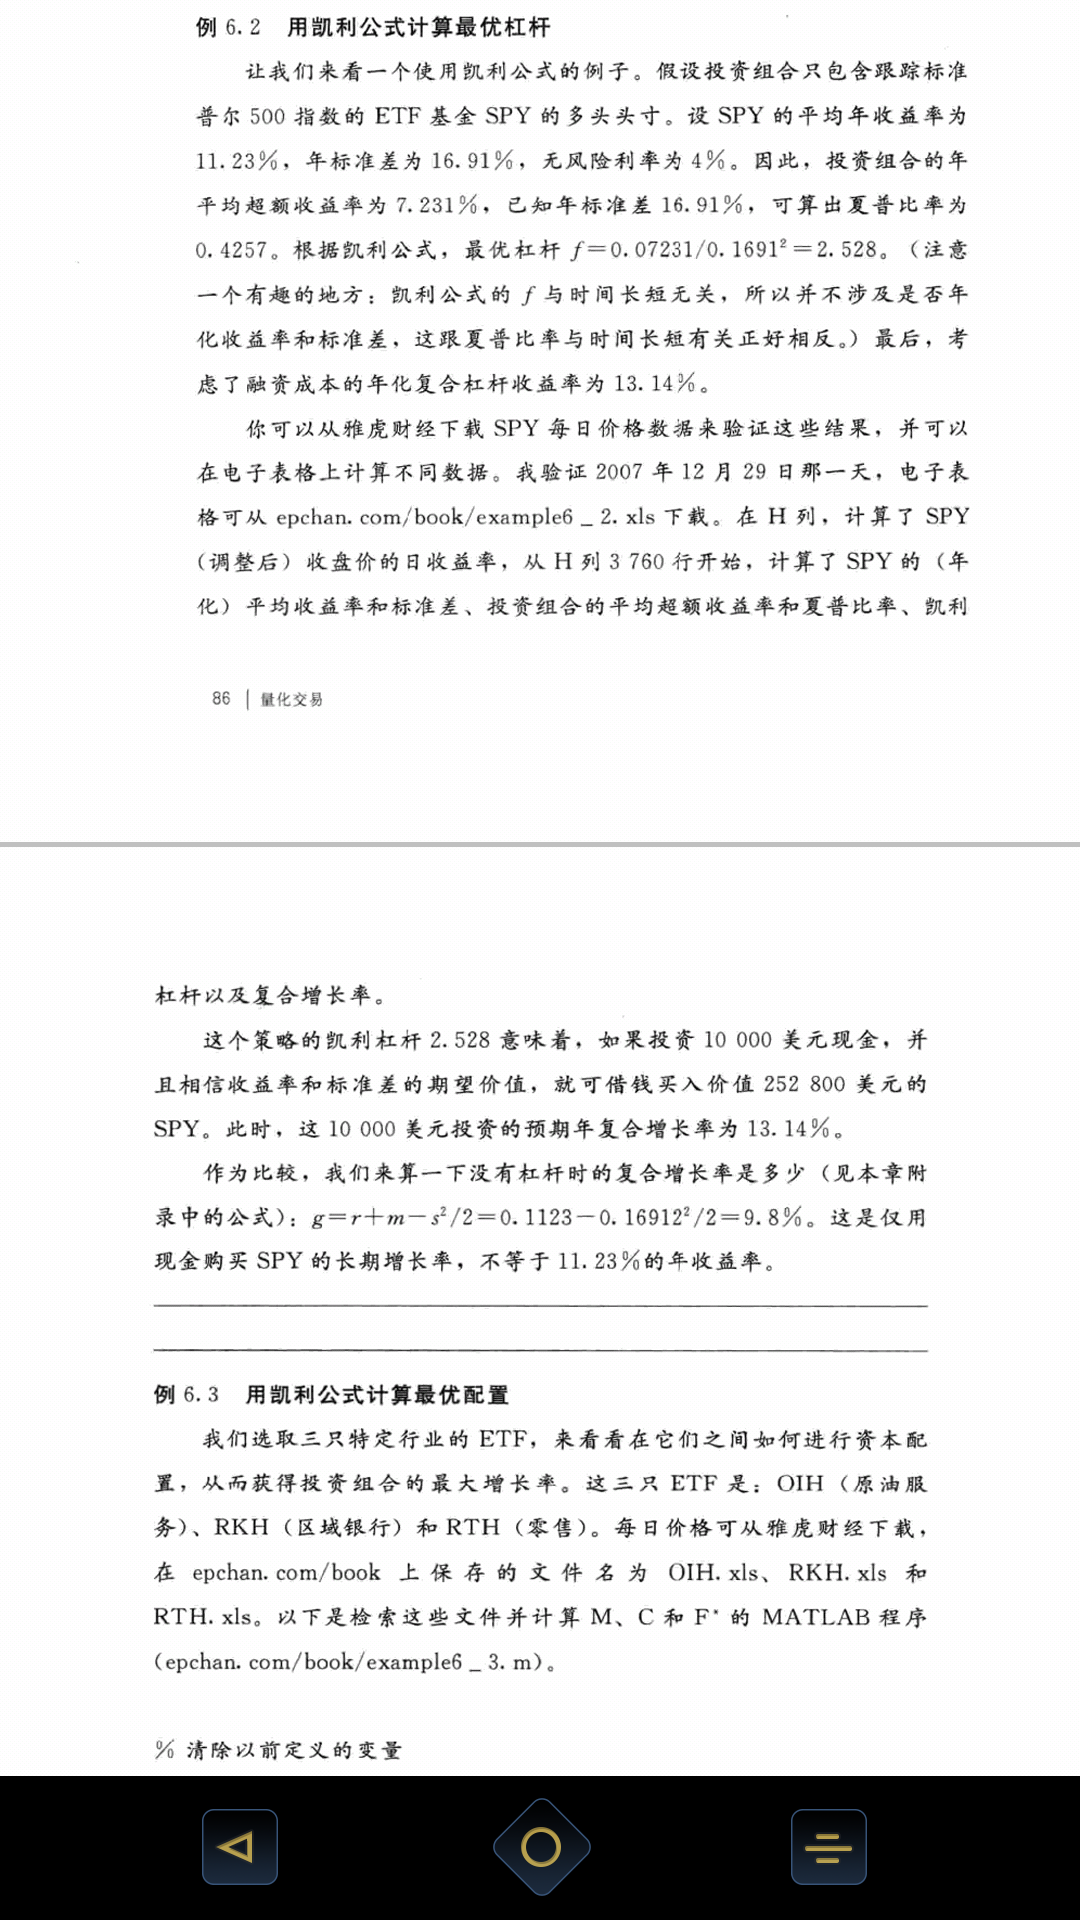 例 6.2 用凯利公式计算最优杠杆
让我们来看一个使用凯利公式的例子。假设投资组合只包含跟踪标准
普尔 500 指数的 ETF 基金 SPY 的多头头寸。设 SPY 的平均年收益率为
11.23%，年标准差为 16.91%，无风险利率为 4%。因此，投资组合的年
平均超额收益率为 7.231%，已知年标准差 16.91%，可算出夏普比率为
0.4257。根据凯利公式，最优杠杆 f=0.07231/0.1691²=2.528。（注意
一个有趣的地方：凯利公式的 f 与时间长短无关，所以并不涉及是否年
化收益率和标准差，这跟夏普比率与时间长短有关正好相反。）最后，考
虑了融资成本的年化复合杠杆收益率为 13.14%。
你可以从雅虎财经下载 SPY 每日价格数据来验证这些结果，并可以
在电子表格上计算不同数据。我验证 2007 年 12 月 29 日那一天，电子表
格可从 epchan.com/book/example6_2.xls 下载。在 H 列，计算了 SPY
（调整后）收盘价的日收益率，从 H 列 3 760 行开始，计算了 SPY 的（年
化）平均收益率和标准差、投资组合的平均超额收益率和夏普比率、凯利
86 | 量化交易
杠杆以及复合增长率。
这个策略的凯利杠杆 2.528 意味着，如果投资 10 000 美元现金，并
且相信收益率和标准差的期望价值，就可借钱买入价值 252 800 美元的
SPY。此时，这 10 000 美元投资的预期年复合增长率为 13.14%。
作为比较，我们来算一下没有杠杆时的复合增长率是多少（见本章附
录中的公式）：g=r+m-s²/2=0.1123-0.16912²/2=9.8%。这是仅用
现金购买 SPY 的长期增长率，不等于 11.23%的年收益率。
例 6.3 用凯利公式计算最优配置
我们选取三只特定行业的 ETF，来看看在它们之间如何进行资本配
置，从而获得投资组合的最大增长率。这三只 ETF 是：OIH（原油服
务）、RKH（区域银行）和 RTH（零售）。每日价格可从雅虎财经下载，
在 epchan.com/book 上保存的文件名为 OIH.xls、RKH.xls 和
RTH.xls。以下是检索这些文件并计算 M、C 和 F* 的 MATLAB 程序
（epchan.com/book/example6_3.m）。
% 清除以前定义的变量